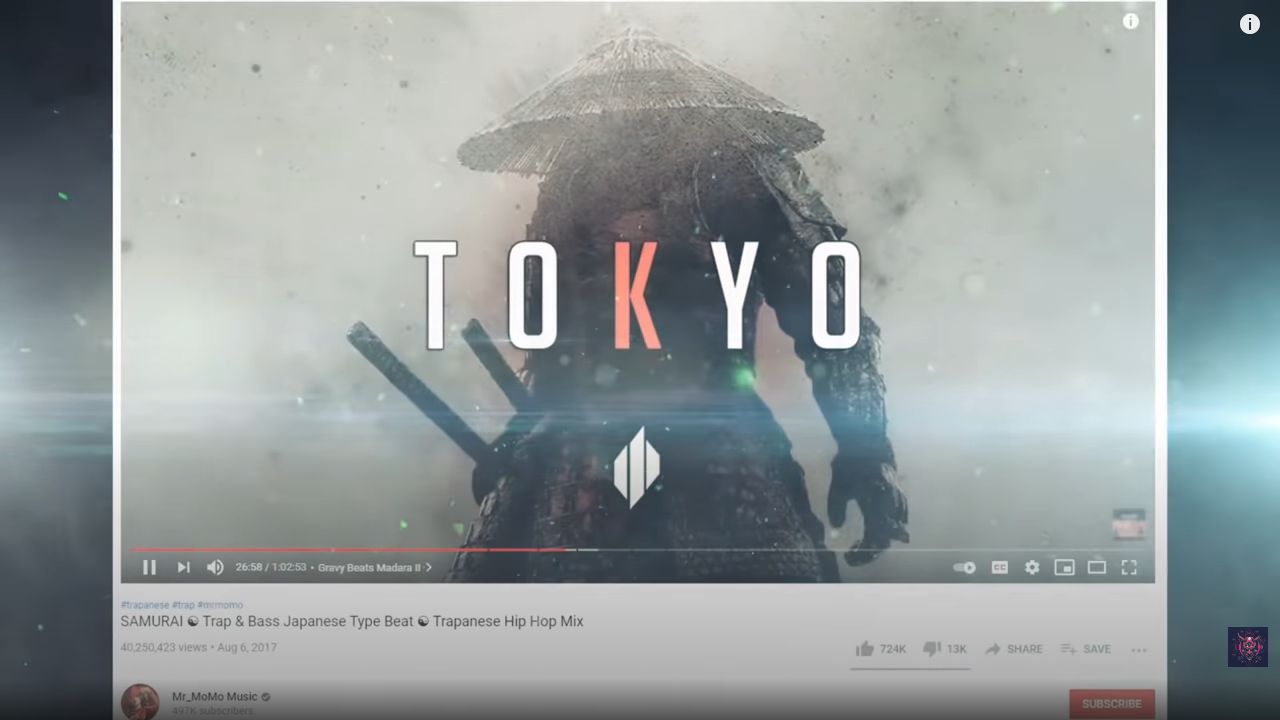 TOKYO
26:58 / 1:02:53 • Gravy Beats Madara II
CC
#trapanese #trap #mrmomo
SAMURAI ☯ Trap & Bass Japanese Type Beat ☯ Trapanese Hip Hop Mix
40,250,423 views • Aug 6, 2017
724K 13K SHARE SAVE
Mr_MoMo Music
497K subscribers
SUBSCRIBE